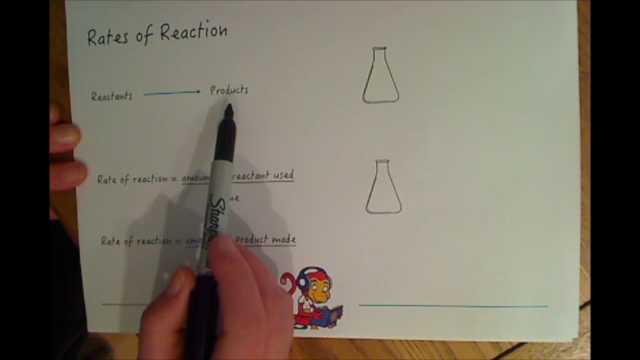 Rates of Reaction
Reactants Products
Rate of reaction = reactant used
Rate of reaction = product made
Sharpie